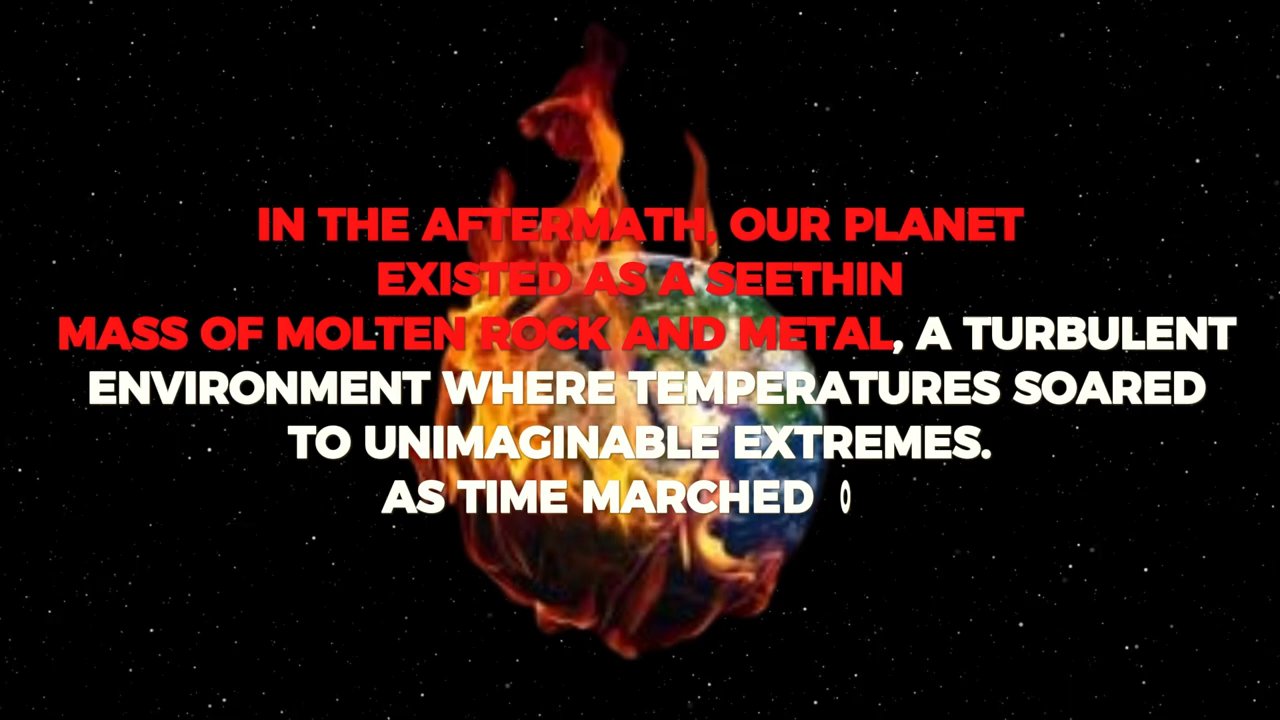 IN THE AFTERMATH, OUR PLANET
EXISTED AS A SEETHIN
MASS OF MOLTEN ROCK AND METAL, A TURBULENT
ENVIRONMENT WHERE TEMPERATURES SOARED
TO UNIMAGINABLE EXTREMES.
AS TIME MARCHED O